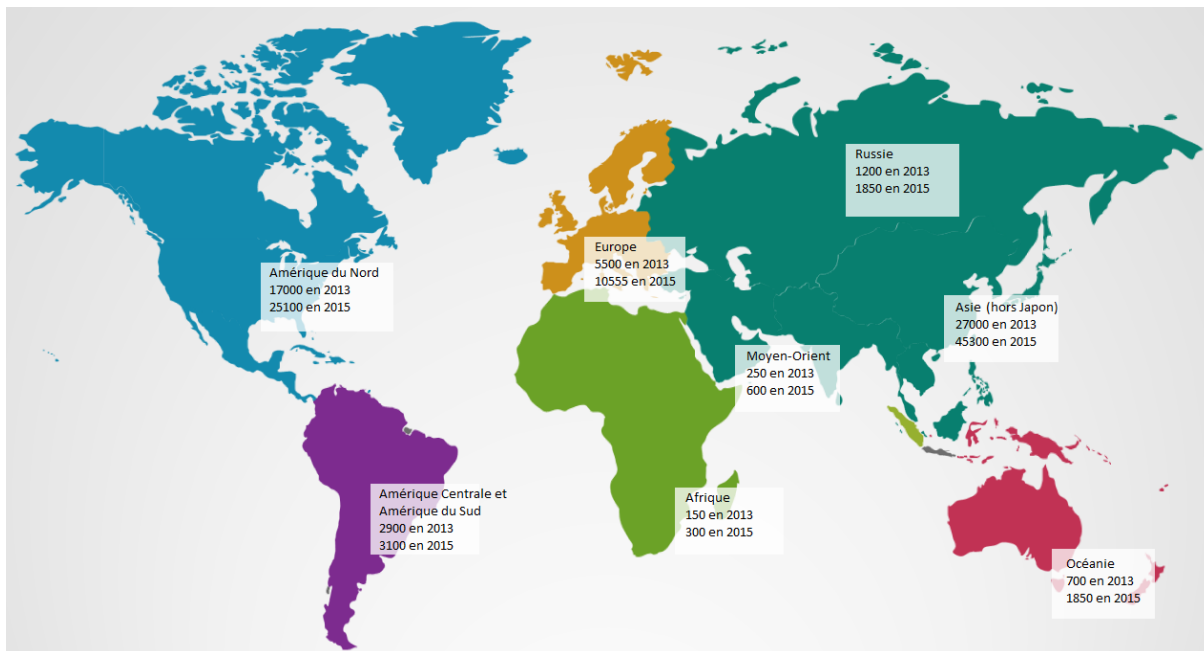 Russie
1200 en 2013
1850 en 2015
Europe
5500 en 2013
10555 en 2015
Amérique du Nord
17000 en 2013
25100 en 2015
Asie (hors Japon)
27000 en 2013
45300 en 2015
Moyen-Orient
250 en 2013
600 en 2015
Amérique Centrale et
Amérique du Sud
2900 en 2013
3100 en 2015
Afrique
150 en 2013
300 en 2015
Océanie
700 en 2013
1850 en 2015